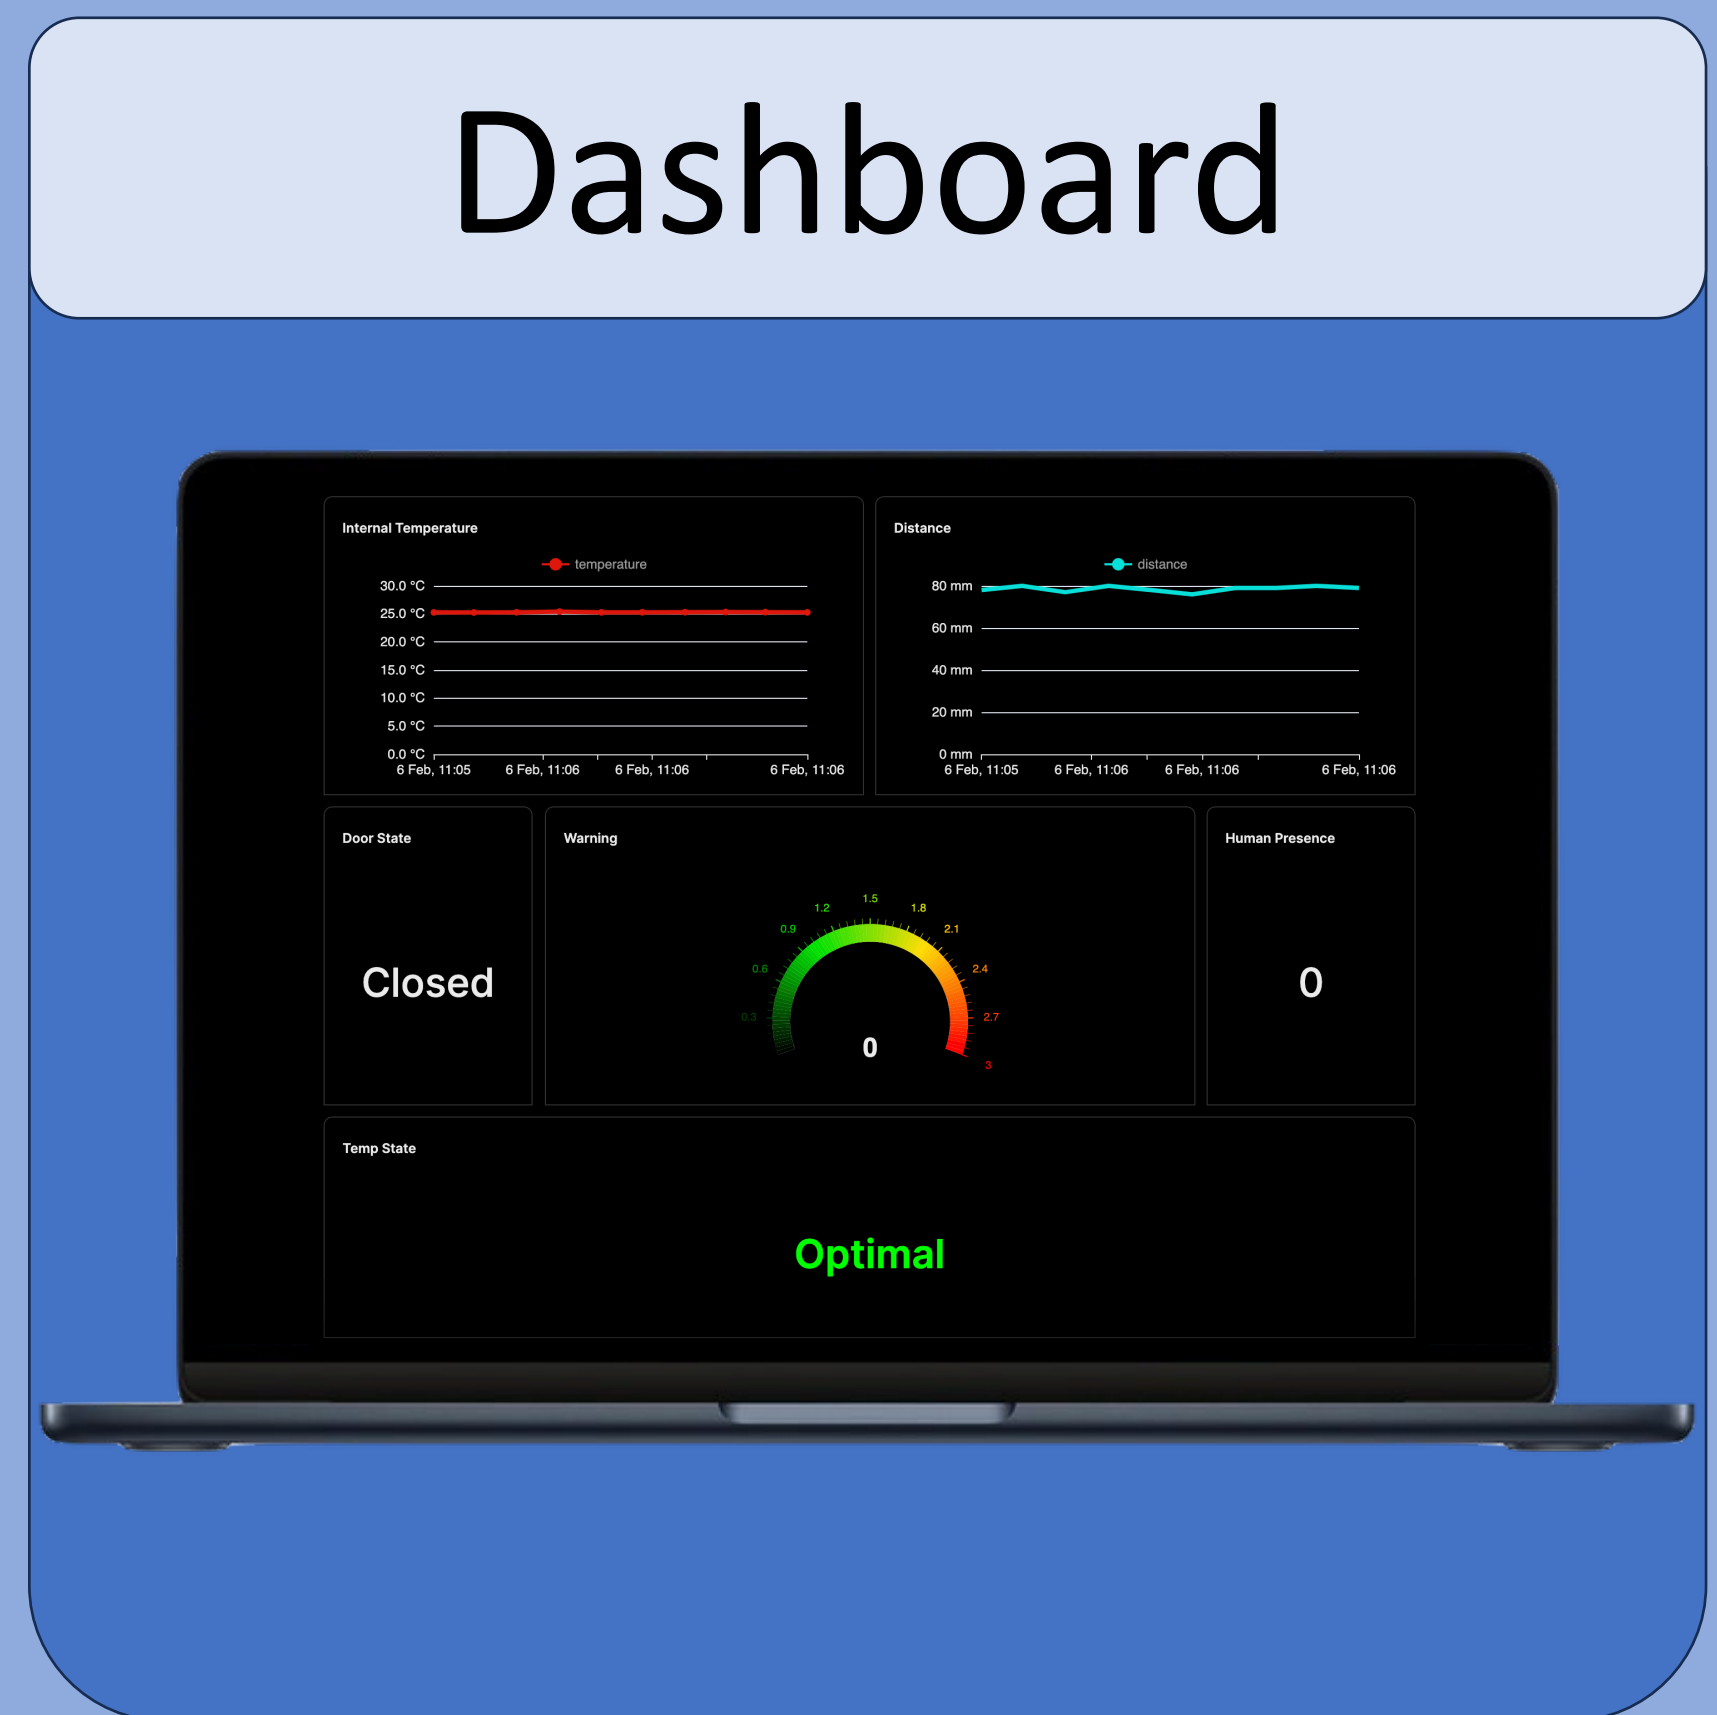 Dashboard
Internal Temperature
temperature
30.0 °C
25.0 °C
20.0 °C
15.0 °C
10.0 °C
5.0 °C
0.0 °C
6 Feb, 11:05 6 Feb, 11:06 6 Feb, 11:06 6 Feb, 11:06
Distance
distance
80 mm
60 mm
40 mm
20 mm
0 mm
6 Feb, 11:05 6 Feb, 11:06 6 Feb, 11:06 6 Feb, 11:06
Door State
Closed
Warning
0.3
0.6
0.9
1.2
1.5
1.8
2.1
2.4
2.7
3
0
Human Presence
0
Temp State
Optimal